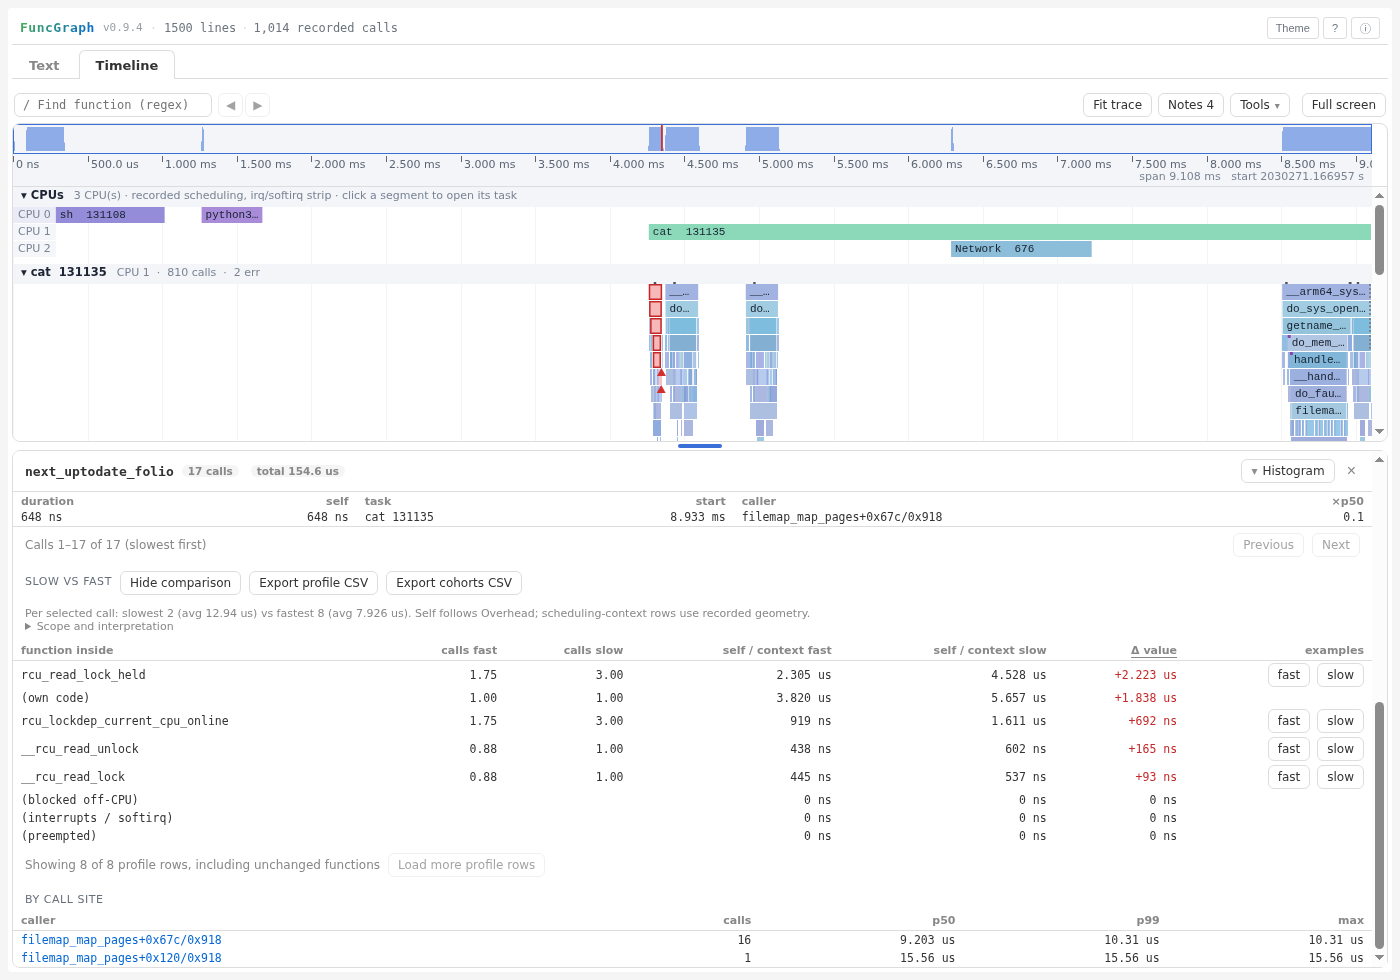 FuncGraph v0.9.4 · 1500 lines · 1,014 recorded calls Theme ? ⓘ
Text Timeline
/ Find function (regex) ◀ ▶ Fit trace Notes 4 Tools ▾ Full screen
0 ns 500.0 us 1.000 ms 1.500 ms 2.000 ms 2.500 ms 3.000 ms 3.500 ms 4.000 ms 4.500 ms 5.000 ms 5.500 ms 6.000 ms 6.500 ms 7.000 ms 7.500 ms 8.000 ms 8.500 ms 9.0
span 9.108 ms start 2030271.166957 s
▾ CPUs 3 CPU(s) · recorded scheduling, irq/softirq strip · click a segment to open its task
CPU 0 sh 131108 python3…
CPU 1 cat 131135
CPU 2 Network 676
▾ cat 131135 CPU 1 · 810 calls · 2 err
__… __… __arm64_sys…
do… do… do_sys_open…
getname_…
do_mem_…
handle…
__hand…
do_fau…
filema…
next_uptodate_folio 17 calls total 154.6 us ▾ Histogram ×
duration self task start caller ×p50
648 ns 648 ns cat 131135 8.933 ms filemap_map_pages+0x67c/0x918 0.1
Calls 1–17 of 17 (slowest first) Previous Next
SLOW VS FAST Hide comparison Export profile CSV Export cohorts CSV
Per selected call: slowest 2 (avg 12.94 us) vs fastest 8 (avg 7.926 us). Self follows Overhead; scheduling-context rows use recorded geometry.
▶ Scope and interpretation
function inside calls fast calls slow self / context fast self / context slow Δ value examples
rcu_read_lock_held 1.75 3.00 2.305 us 4.528 us +2.223 us fast slow
(own code) 1.00 1.00 3.820 us 5.657 us +1.838 us
rcu_lockdep_current_cpu_online 1.75 3.00 919 ns 1.611 us +692 ns fast slow
__rcu_read_unlock 0.88 1.00 438 ns 602 ns +165 ns fast slow
__rcu_read_lock 0.88 1.00 445 ns 537 ns +93 ns fast slow
(blocked off-CPU) 0 ns 0 ns 0 ns
(interrupts / softirq) 0 ns 0 ns 0 ns
(preempted) 0 ns 0 ns 0 ns
Showing 8 of 8 profile rows, including unchanged functions Load more profile rows
BY CALL SITE
caller calls p50 p99 max
filemap_map_pages+0x67c/0x918 16 9.203 us 10.31 us 10.31 us
filemap_map_pages+0x120/0x918 1 15.56 us 15.56 us 15.56 us